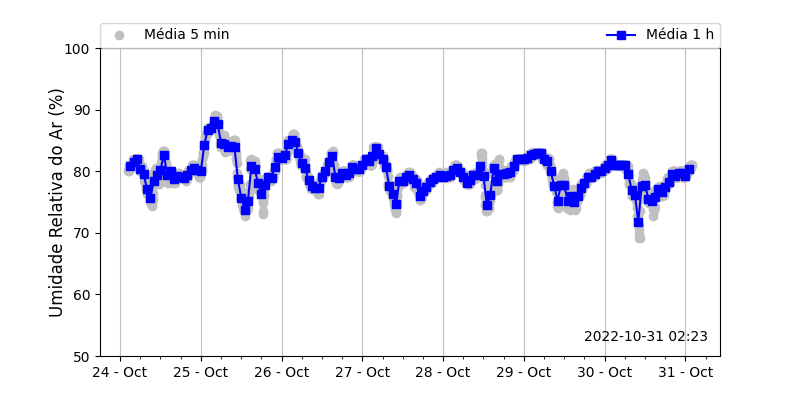 Média 5 min
Média 1 h
Umidade Relativa do Ar (%)
100
90
80
70
60
50
2022-10-31 02:23
24 - Oct
25 - Oct
26 - Oct
27 - Oct
28 - Oct
29 - Oct
30 - Oct
31 - Oct